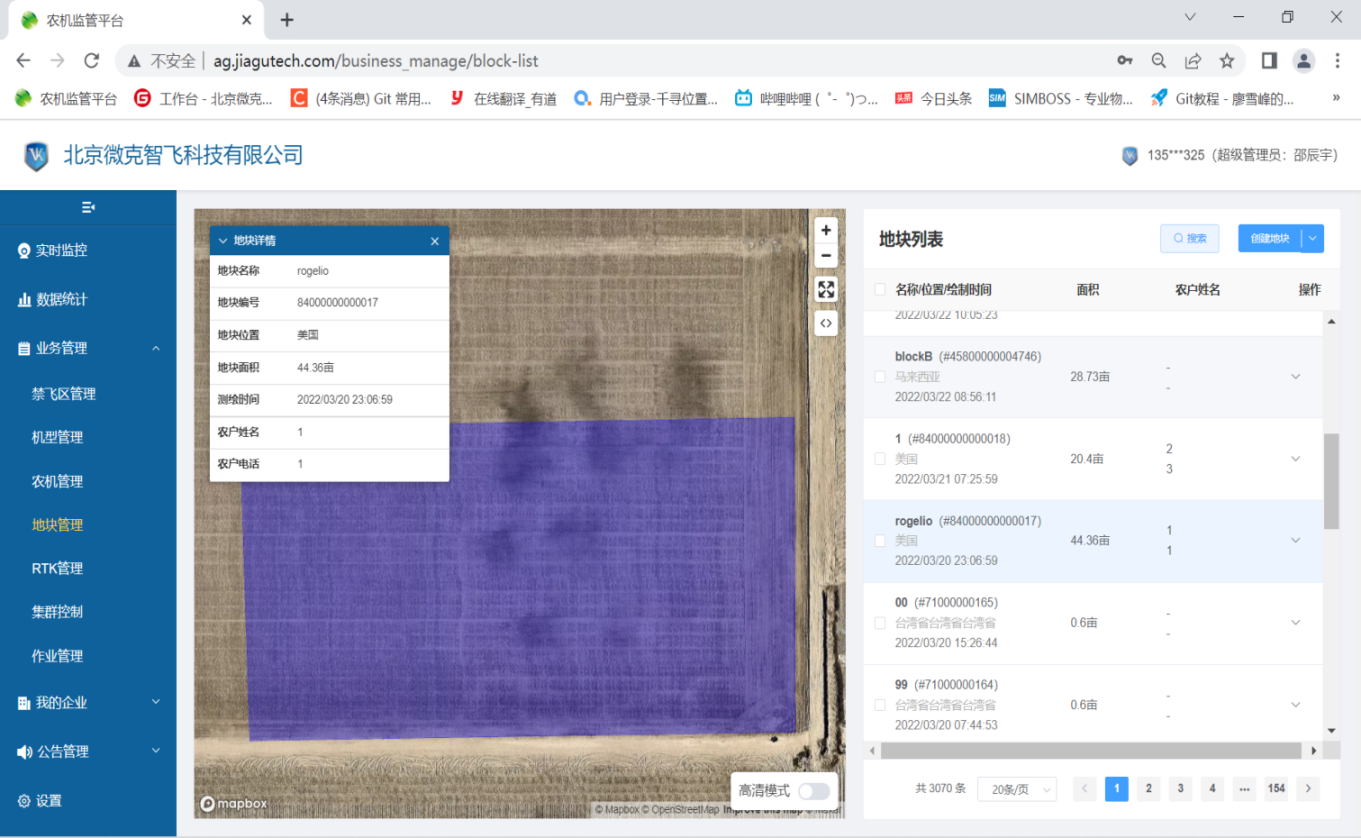 农机监管平台
不安全 ag.jiagutech.com/business_manage/block-list
农机监管平台 工作台 - 北京微克... (4条消息) Git 常用... 在线翻译_有道 用户登录-千寻位置... 哔哩哔哩 ( ゜- ゜)つ... 头条 今日头条 SIM SIMBOSS - 专业物... Git教程 - 廖雪峰的... »
北京微克智飞科技有限公司
135***325 (超级管理员：邵辰宇)
实时监控
数据统计
业务管理
禁飞区管理
机型管理
农机管理
地块管理
RTK管理
集群控制
作业管理
我的企业
公告管理
设置
地块详情
地块名称 rogelio
地块编号 84000000000017
地块位置 美国
地块面积 44.36亩
测绘时间 2022/03/20 23:06:59
农户姓名 1
农户电话 1
高清模式
mapbox
© Mapbox © OpenStreetMap Improve this map © Maxar
地块列表
搜索
创建地块
名称/位置/绘制时间 面积 农户姓名 操作
2022/03/22 10:05:23
blockB (#45800000004746)
马来西亚 28.73亩 -
2022/03/22 08:56:11 -
1 (#84000000000018) 2
美国 20.4亩
2022/03/21 07:25:59 3
rogelio (#84000000000017) 1
美国 44.36亩
2022/03/20 23:06:59 1
00 (#71000000165) -
台湾省台湾省台湾省 0.6亩
2022/03/20 15:26:44 -
99 (#71000000164) -
台湾省台湾省台湾省 0.6亩
2022/03/20 07:44:53 -
共 3070 条 20条/页 < 1 2 3 4 ... 154 >